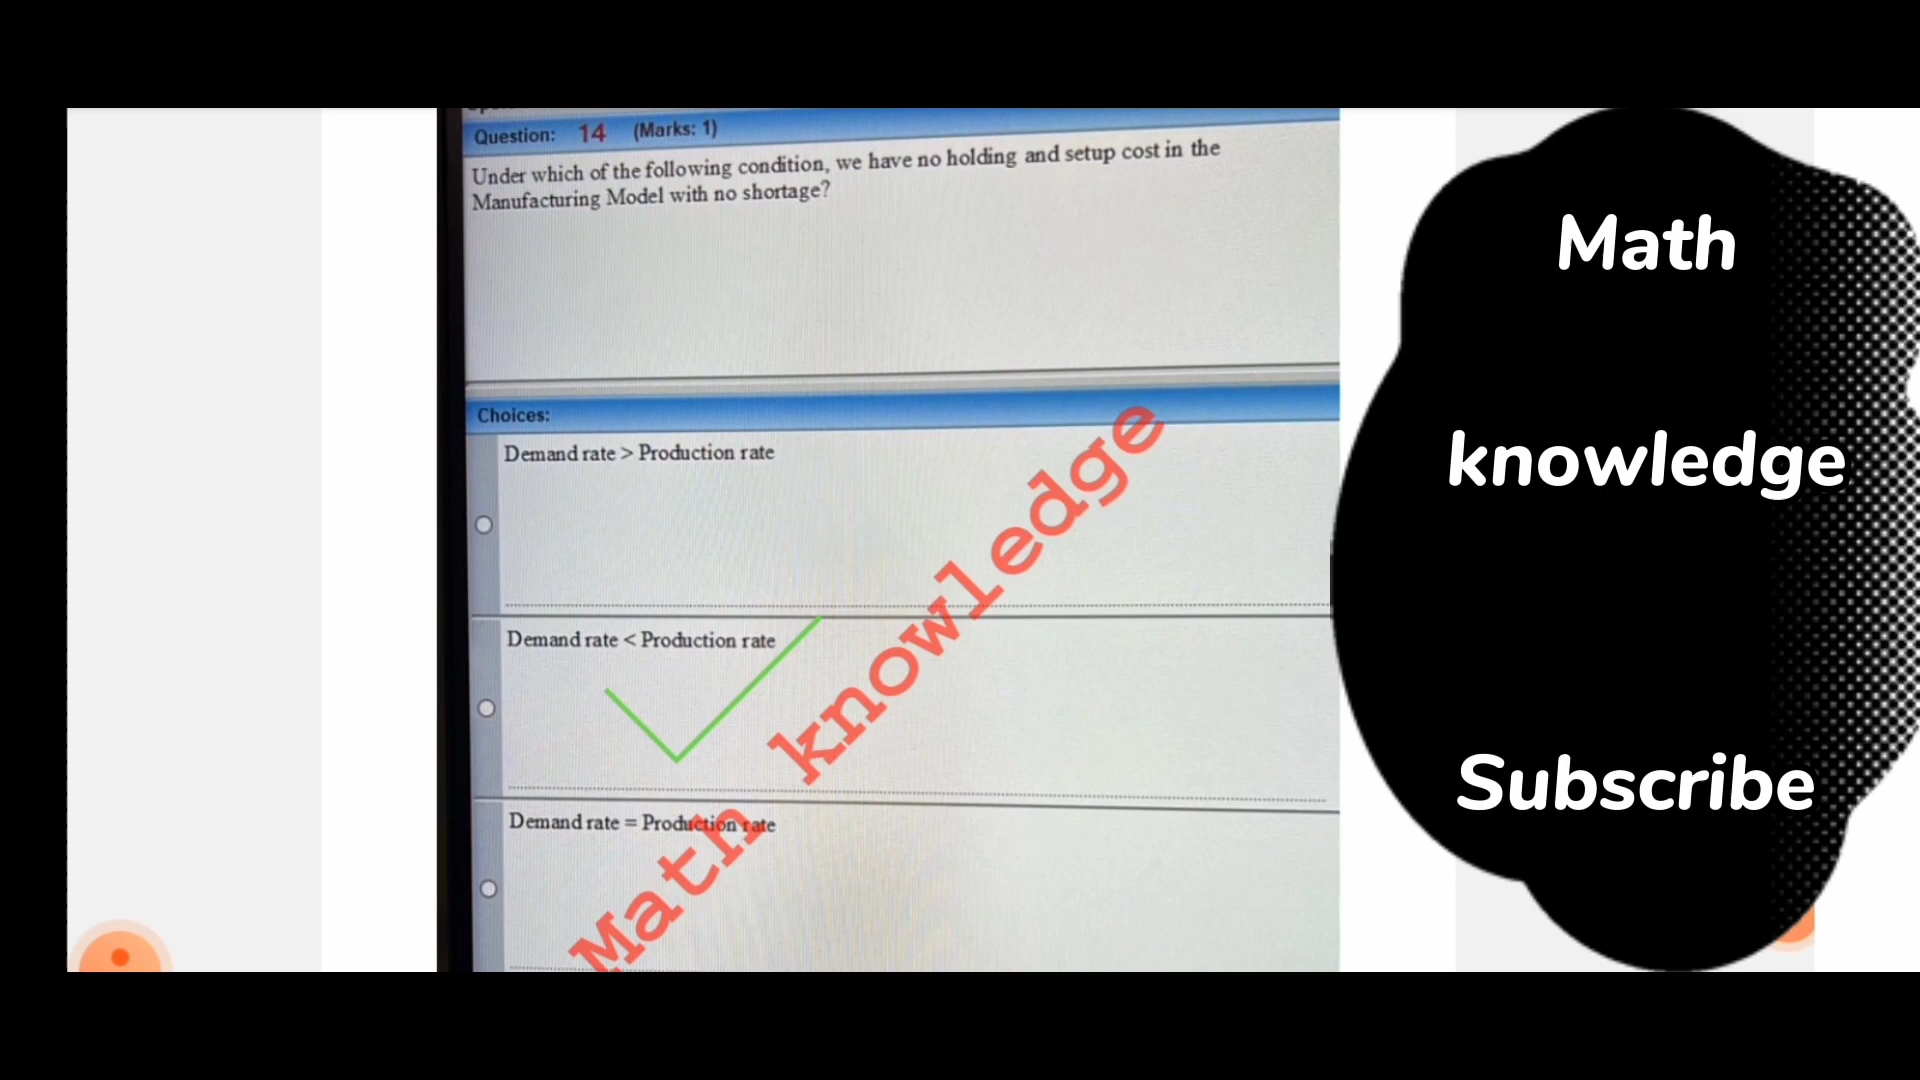 Question: 14 (Marks: 1)
Under which of the following condition, we have no holding and setup cost in the
Manufacturing Model with no shortage?
Choices:
Demand rate > Production rate
Demand rate < Production rate
Demand rate = Production rate
Math knowledge
Math
knowledge
Subscribe